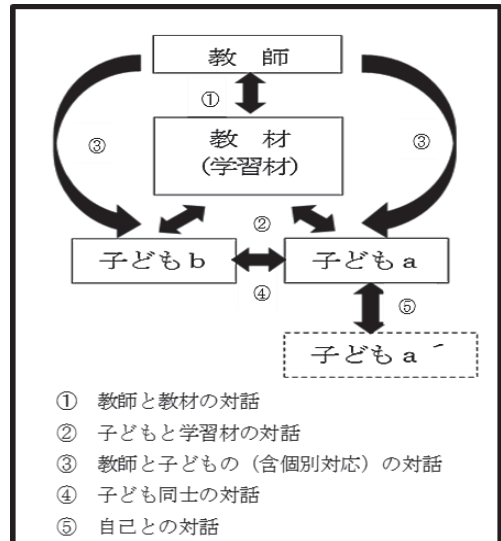 教 師
①
③
③
教 材
(学習材)
②
子どもb
子どもa
④
⑤
子どもa´
① 教師と教材の対話
② 子どもと学習材の対話
③ 教師と子どもの（含個別対応）の対話
④ 子ども同士の対話
⑤ 自己との対話